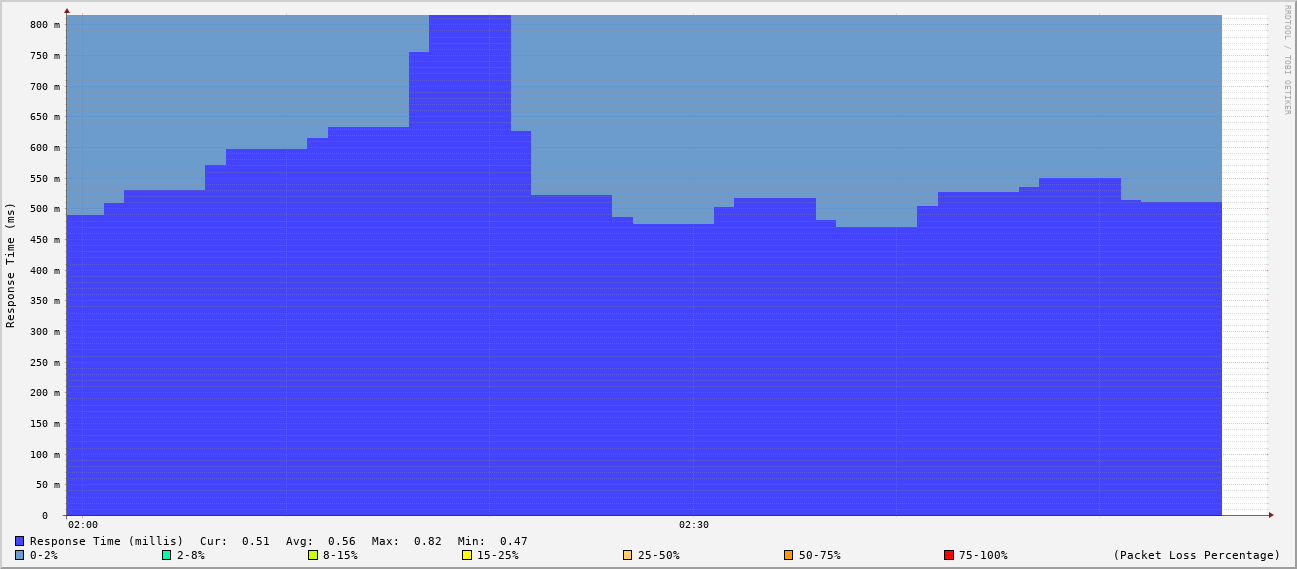 RRDTOOL / TOBI OETIKER
Response Time (ms)
800 m
750 m
700 m
650 m
600 m
550 m
500 m
450 m
400 m
350 m
300 m
250 m
200 m
150 m
100 m
50 m
0
02:00 02:30
Response Time (millis) Cur: 0.51 Avg: 0.56 Max: 0.82 Min: 0.47
0-2% 2-8% 8-15% 15-25% 25-50% 50-75% 75-100% (Packet Loss Percentage)